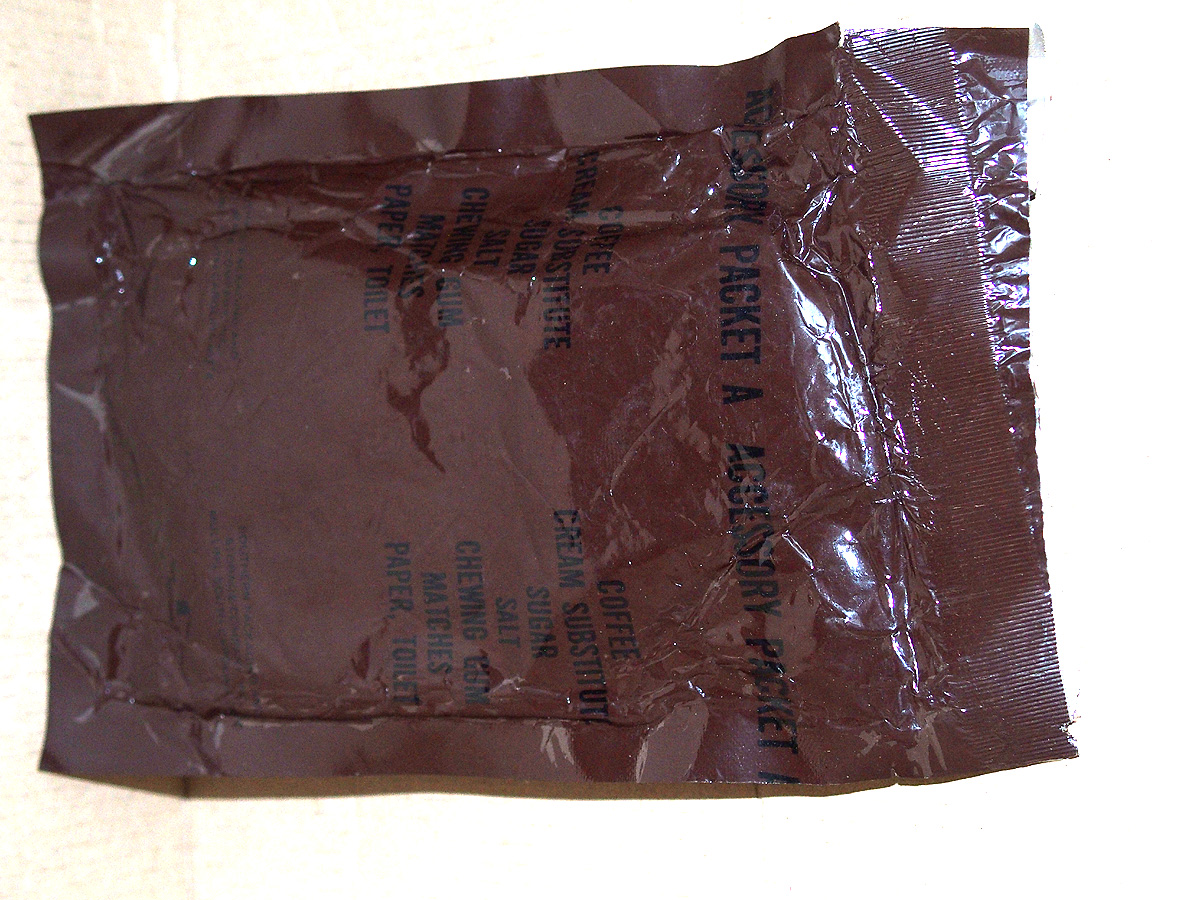 ACCESSORY PACKET A ACCESSORY PACKET A
COFFEE
CREAM SUBSTITUTE
SUGAR
SALT
CHEWING GUM
MATCHES
PAPER, TOILET
COFFEE
CREAM SUBSTITUTE
SUGAR
SALT
CHEWING GUM
MATCHES
PAPER, TOILET